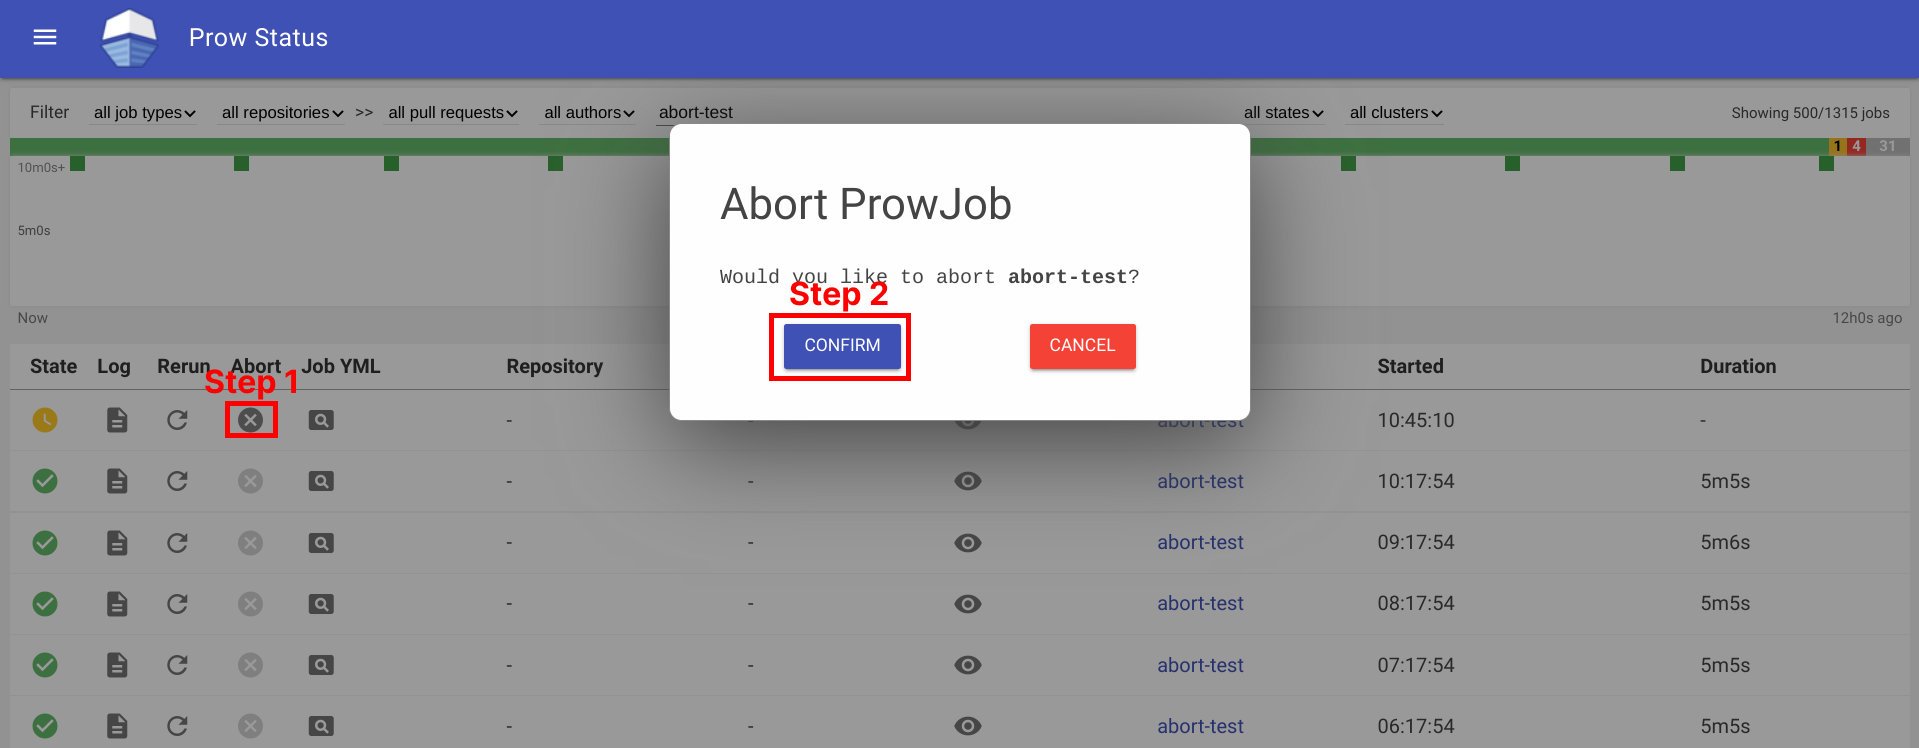 Prow Status
Filter all job types all repositories >> all pull requests all authors abort-test all states all clusters Showing 500/1315 jobs
1 4 31
10m0s+
5m0s
Now 12h0s ago
Abort ProwJob
Would you like to abort abort-test?
Step 2
CONFIRM CANCEL
State Log Rerun Abort Job YML Repository Started Duration
Step 1
- - abort-test 10:45:10 -
- - abort-test 10:17:54 5m5s
- - abort-test 09:17:54 5m6s
- - abort-test 08:17:54 5m5s
- - abort-test 07:17:54 5m5s
- - abort-test 06:17:54 5m5s